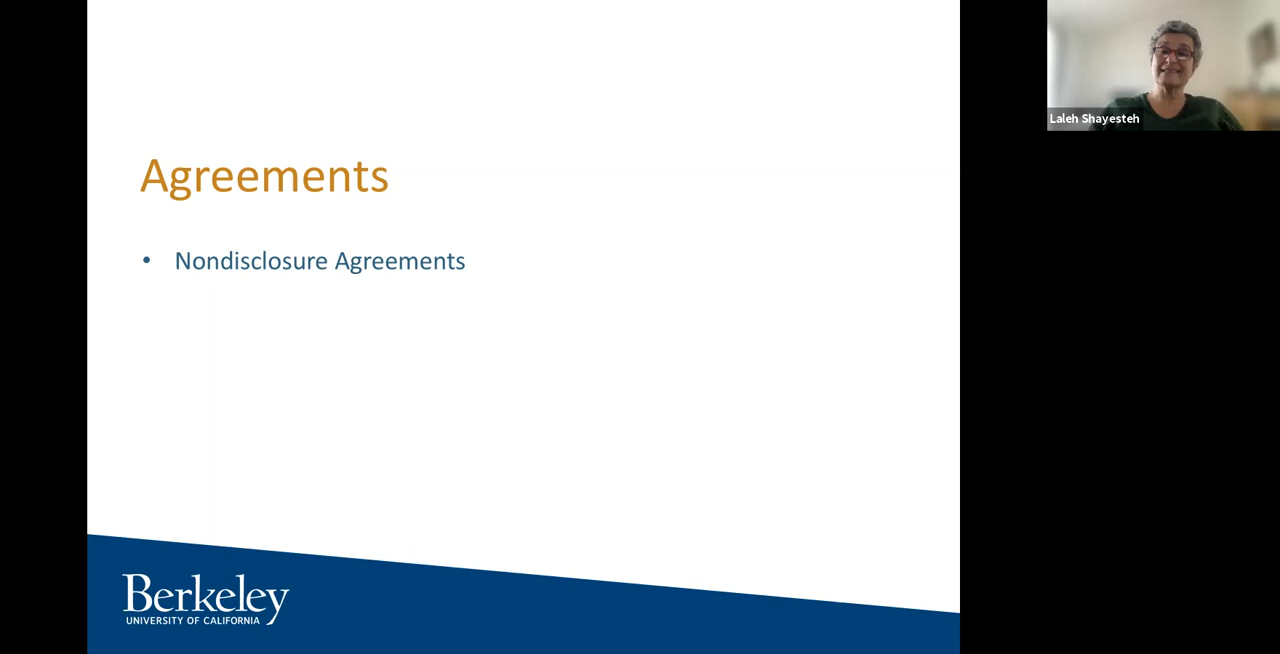 Agreements
• Nondisclosure Agreements
Berkeley
UNIVERSITY OF CALIFORNIA
Laleh Shayesteh